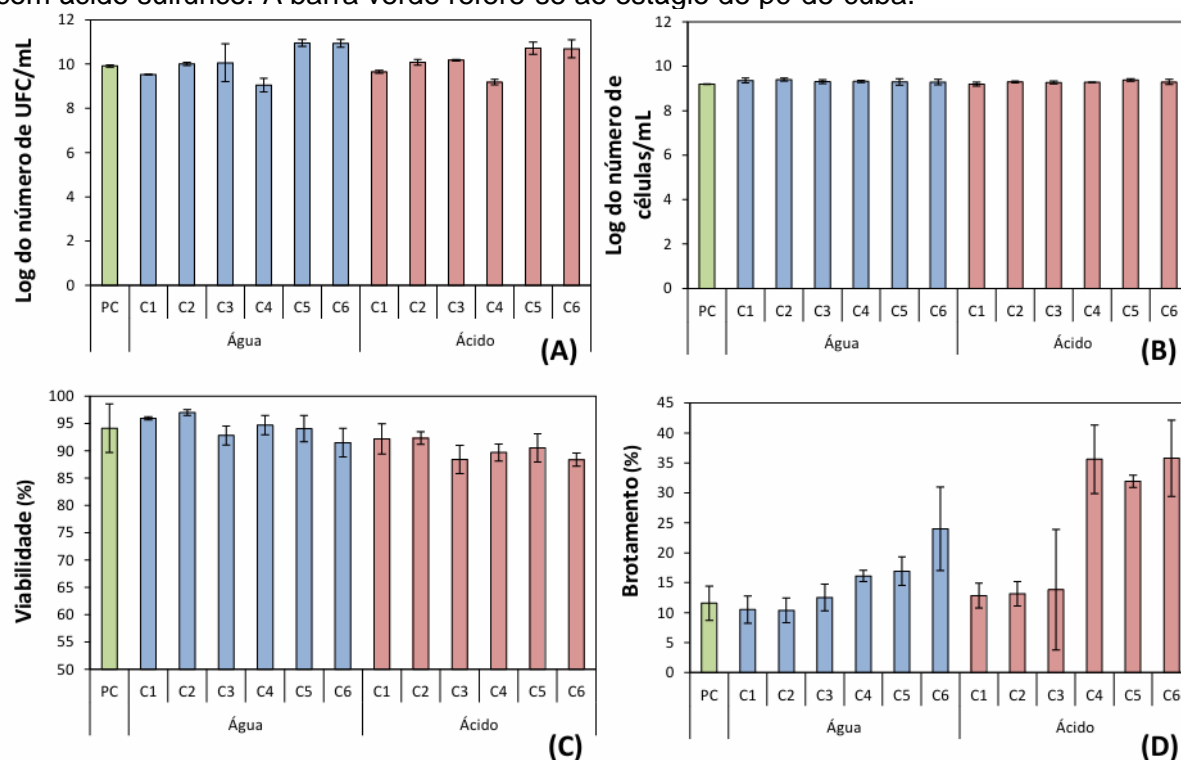 com ácido sulfúrico. A barra verde refere-se ao estágio de pé-de-cuba.
Log do número de UFC/mL
12
10
8
6
4
2
0
PC C1 C2 C3 C4 C5 C6 C1 C2 C3 C4 C5 C6
Água Ácido
(A)
Log do número de
células/mL
12
10
8
6
4
2
0
PC C1 C2 C3 C4 C5 C6 C1 C2 C3 C4 C5 C6
Água Ácido
(B)
Viabilidade (%)
100
95
90
85
80
75
70
65
60
55
50
PC C1 C2 C3 C4 C5 C6 C1 C2 C3 C4 C5 C6
Água Ácido
(C)
Brotamento (%)
45
40
35
30
25
20
15
10
5
0
PC C1 C2 C3 C4 C5 C6 C1 C2 C3 C4 C5 C6
Água Ácido
(D)